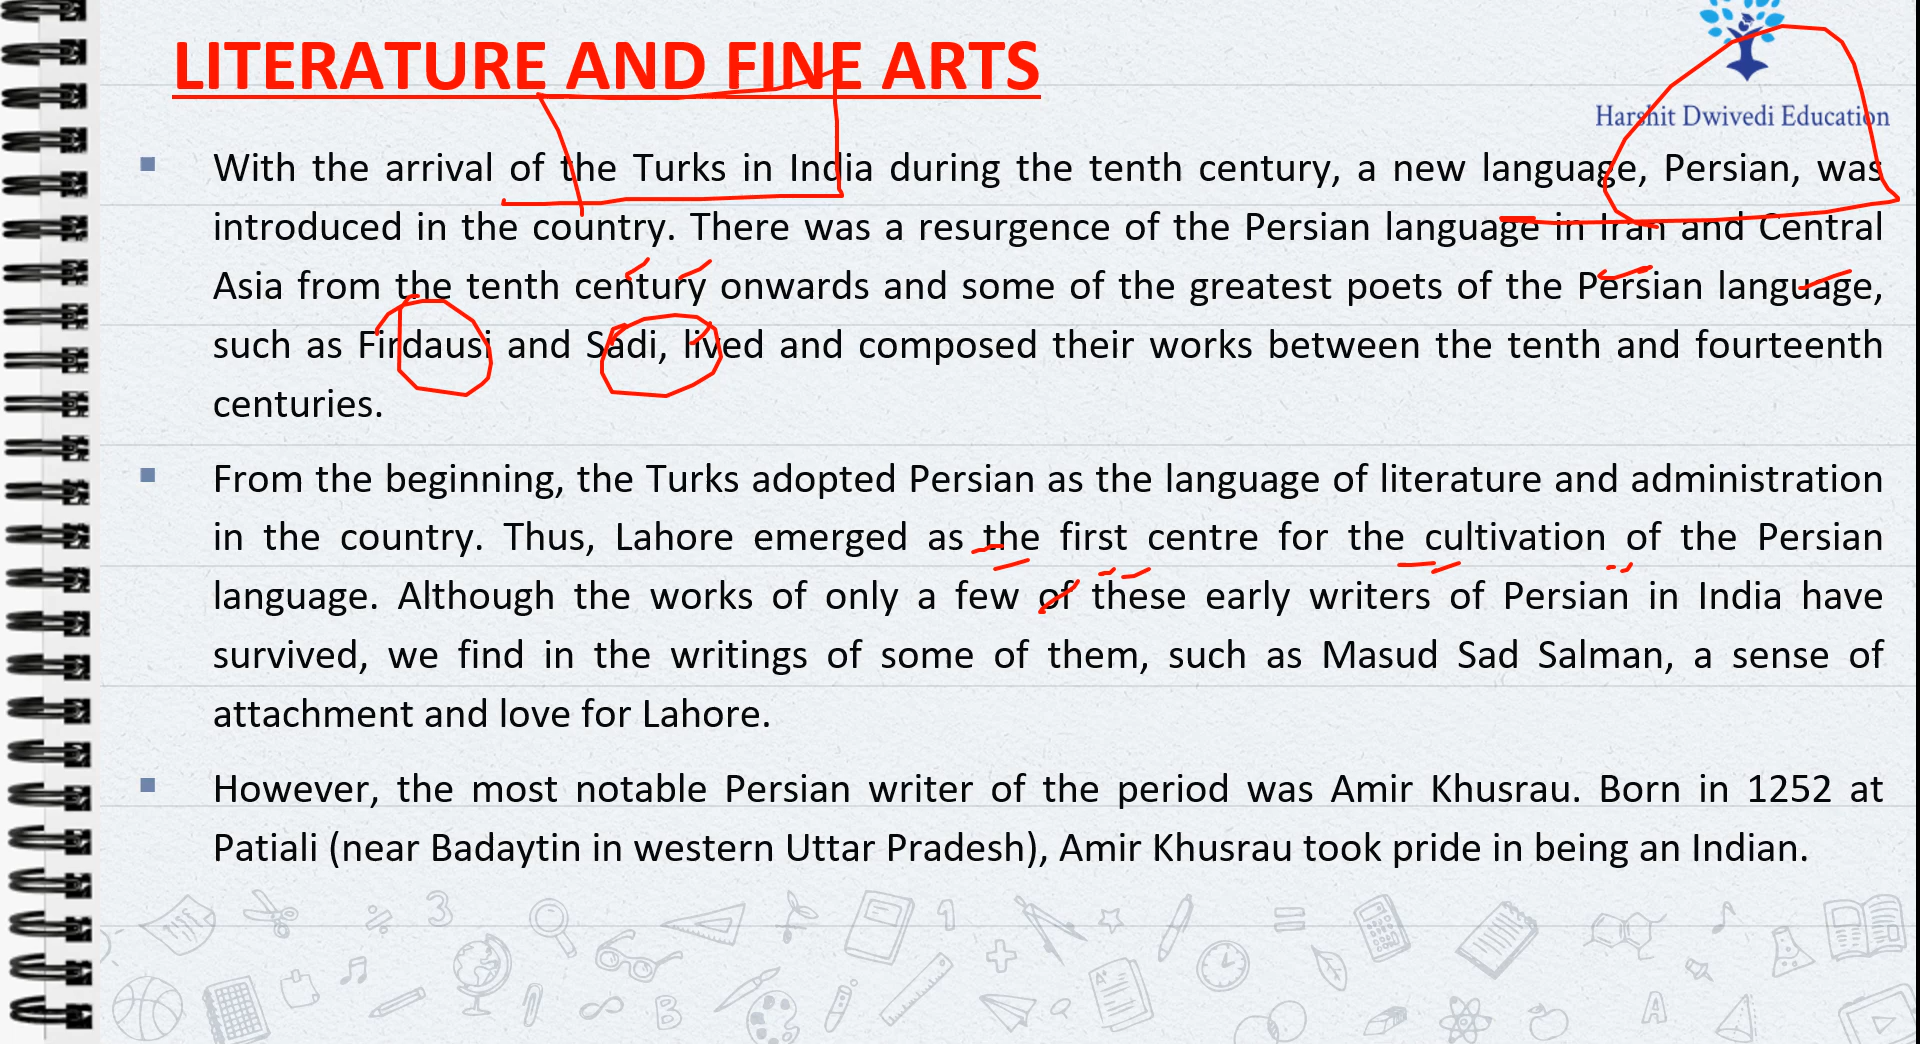 LITERATURE AND FINE ARTS
Harshit Dwivedi Education
With the arrival of the Turks in India during the tenth century, a new language, Persian, was
introduced in the country. There was a resurgence of the Persian language in Iran and Central
Asia from the tenth century onwards and some of the greatest poets of the Persian language,
such as Firdausi and Sadi, lived and composed their works between the tenth and fourteenth
centuries.
From the beginning, the Turks adopted Persian as the language of literature and administration
in the country. Thus, Lahore emerged as the first centre for the cultivation of the Persian
language. Although the works of only a few of these early writers of Persian in India have
survived, we find in the writings of some of them, such as Masud Sad Salman, a sense of
attachment and love for Lahore.
However, the most notable Persian writer of the period was Amir Khusrau. Born in 1252 at
Patiali (near Badaytin in western Uttar Pradesh), Amir Khusrau took pride in being an Indian.